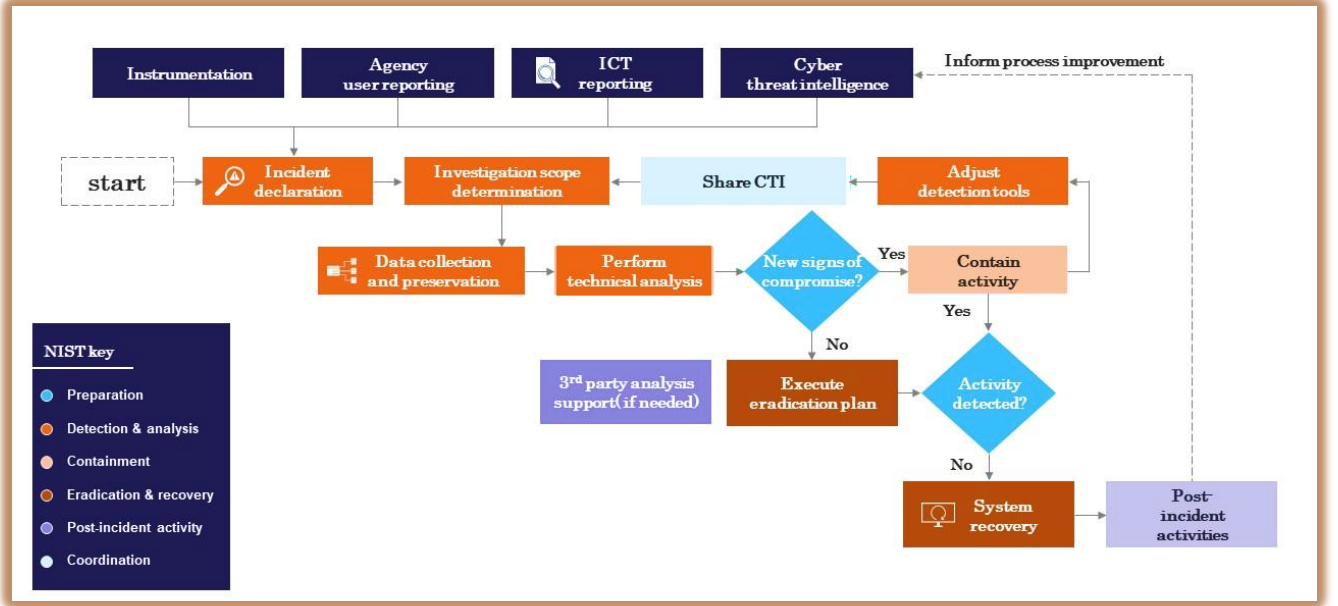 Instrumentation
Agency
user reporting
ICT
reporting
Cyber
threat intelligence
Inform process improvement
start
Incident
declaration
Investigation scope
determination
Share CTI
Adjust
detection tools
Data collection
and preservation
Perform
technical analysis
New signs of
compromise?
Yes
Contain
activity
Yes
No
NIST key
Preparation
Detection & analysis
Containment
Eradication & recovery
Post-incident activity
Coordination
3rd party analysis
support(if needed)
Execute
eradication plan
Activity
detected?
No
System
recovery
Post-
incident
activities